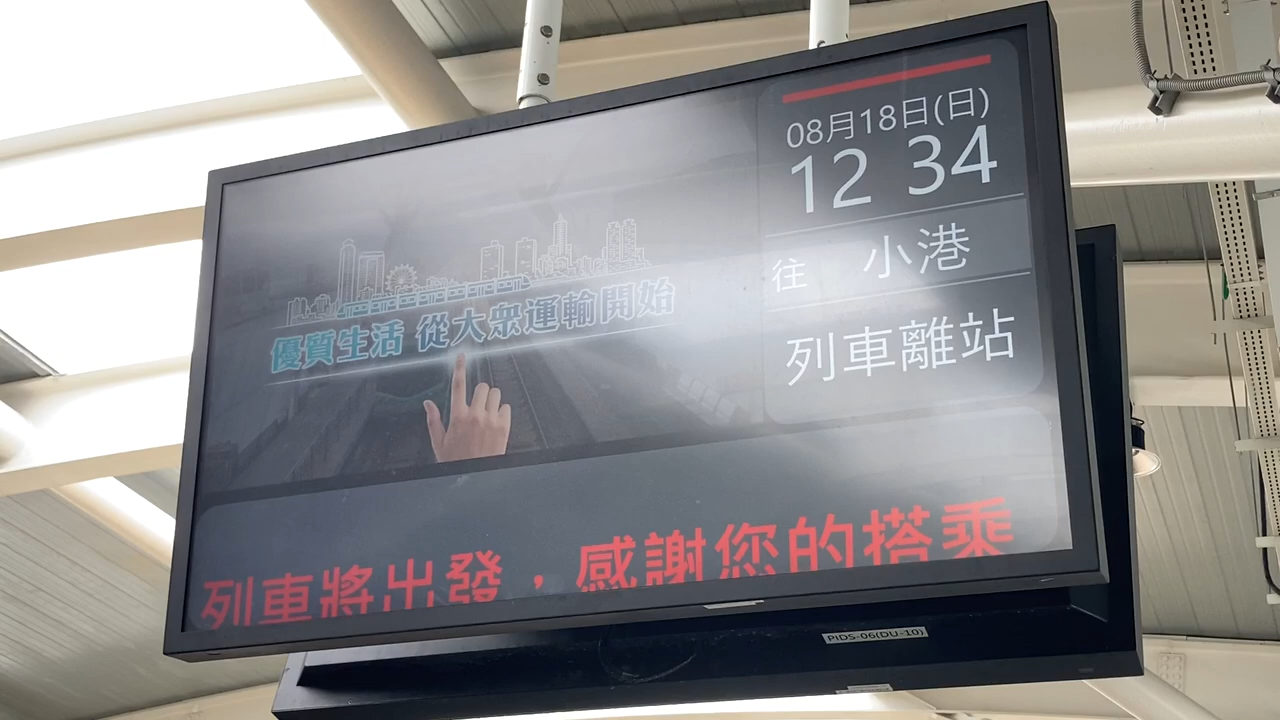 08月18日(日)
12 34
往 小港
列車離站
優質生活 從大眾運輸開始
列車將出發，感謝您的搭乘
PIDS-06(DU-10)